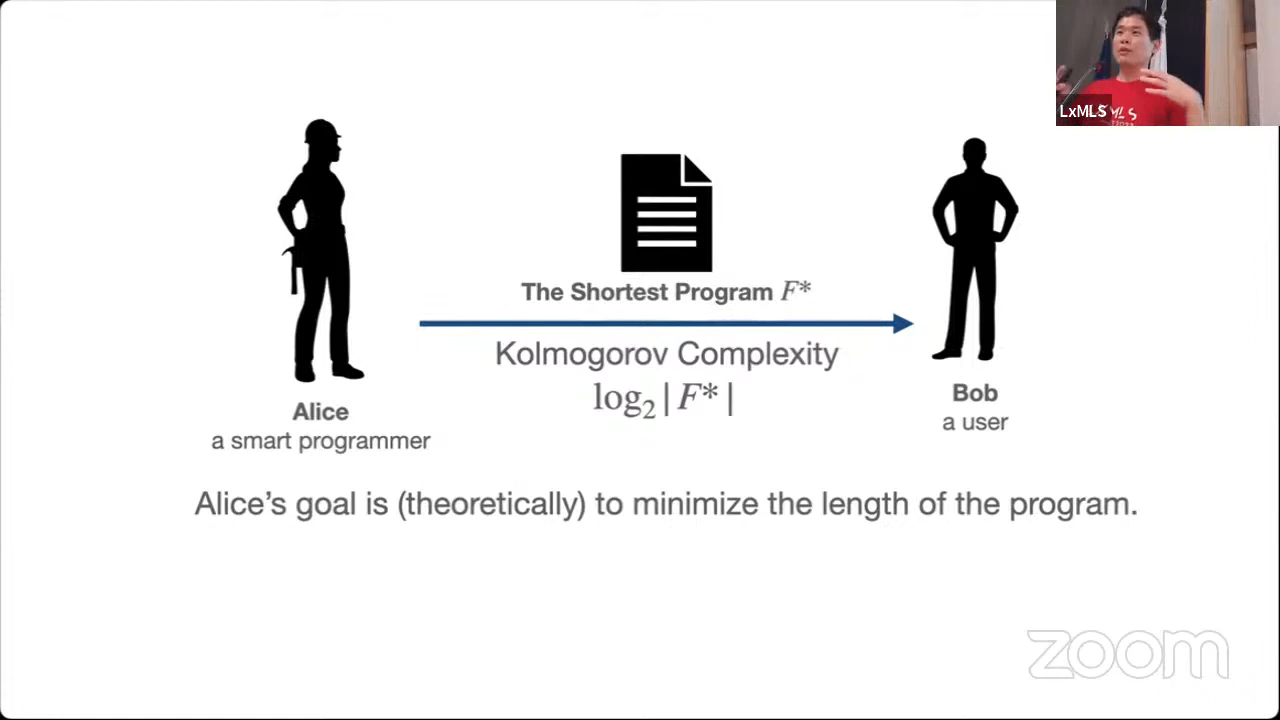 LxMLS
The Shortest Program F*
Kolmogorov Complexity
log₂|F*|
Alice
a smart programmer
Bob
a user
Alice's goal is (theoretically) to minimize the length of the program.
zoom